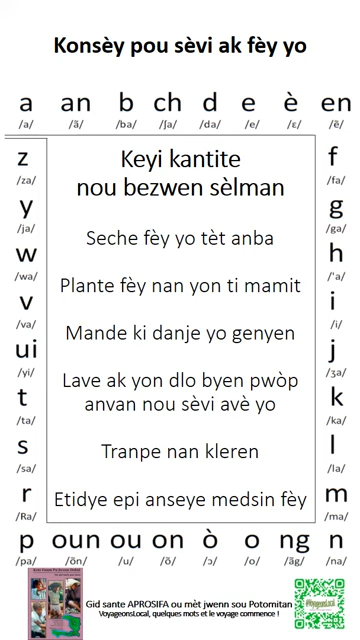 Konsèy pou sèvi ak fèy yo
a an b ch d e è en
/a/ /ã/ /ba/ /ʃa/ /da/ /e/ /ɛ/ /ẽ/
z
/za/
y
/ja/
w
/wa/
v
/va/
ui
/yi/
t
/ta/
s
/sa/
r
/Ra/
Keyi kantite
nou bezwen sèlman
Seche fèy yo tèt anba
Plante fèy nan yon ti mamit
Mande ki danje yo genyen
Lave ak yon dlo byen pwòp
anvan nou sèvi avè yo
Tranpe nan kleren
Etidye epi anseye medsin fèy
f
/fa/
g
/ga/
h
/'a/
i
/i/
j
/ʒa/
k
/ka/
l
/la/
m
/ma/
p oun ou on ò o ng n
/pa/ /õn/ /u/ /õ/ /ɔ/ /o/ /ãg/ /na/
Gid sante APROSIFA ou mèt jwenn sou Potomitan
VoyageonsLocal, quelques mots et le voyage commence !